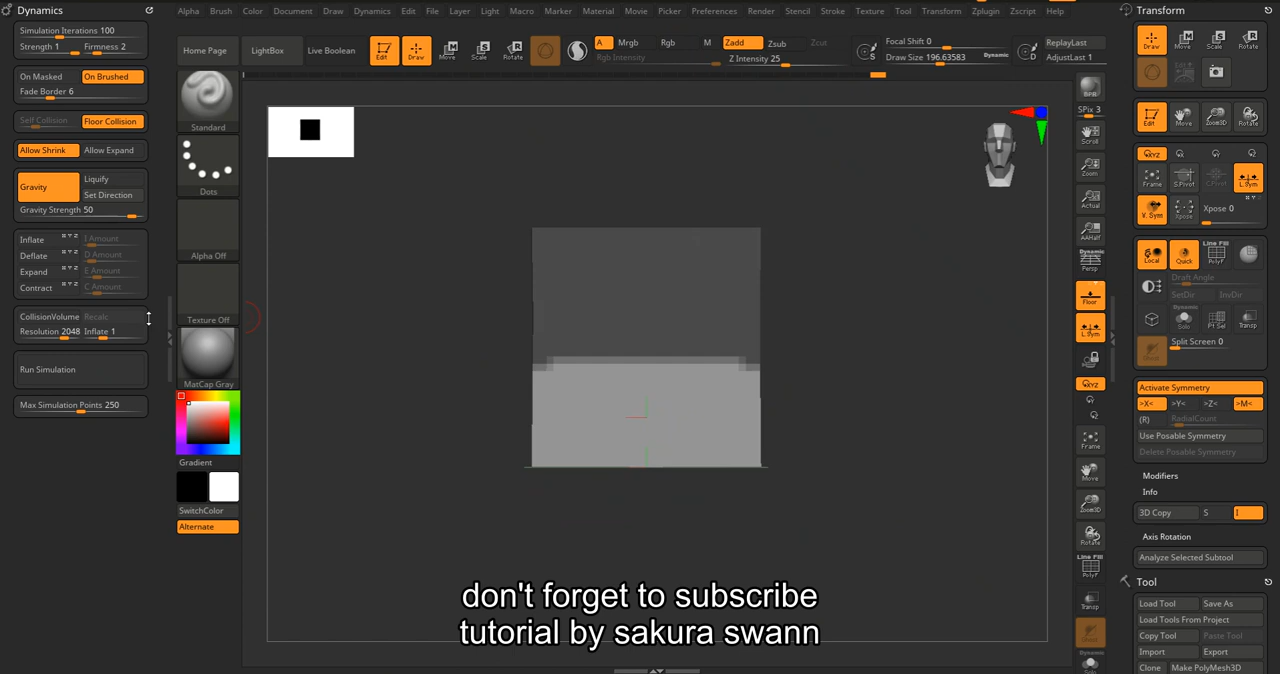 Dynamics
Alpha Brush Color Document Draw Dynamics Edit File Layer Light Macro Marker Material Movie Picker Preferences Render Stencil Stroke Texture Tool Transform Zplugin Zscript Help
Transform
Simulation Iterations 100
Strength 1 Firmness 2
On Masked On Brushed
Fade Border 6
Self Collision Floor Collision
Allow Shrink Allow Expand
Gravity Liquify
Set Direction
Gravity Strength 50
Inflate I Amount
Deflate D Amount
Expand E Amount
Contract C Amount
CollisionVolume Recalc
Resolution 2048 Inflate 1
Run Simulation
Max Simulation Points 250
Home Page LightBox Live Boolean Edit Draw Move Scale Rotate
A Mrgb Rgb M Zadd Zsub Zcut
Rgb Intensity Z Intensity 25
Focal Shift 0
Draw Size 196.63583 Dynamic
S D
ReplayLast
AdjustLast 1
Standard
Dots
Alpha Off
Texture Off
MatCap Gray
Gradient
SwitchColor
Alternate
BPR
SPix 3
Scroll
Zoom
Actual
AAHalf
Dynamic
Persp
Floor
L.Sym
XYZ
Frame
Move
Zoom3D
Rotate
Line Fill
PolyF
Transp
Ghost
Dynamic
Solo
Draw Move Scale Rotate
Edit Move Zoom3D Rotate
XYZ X Y Z
Frame S.Pivot C.Pivot L.Sym
V. Sym Xpose Xpose 0
Local Quick Line Fill PolyF
Draft Angle
SetDir InvDir
Dynamic
Solo Pt Sel Transp
Ghost Split Screen 0
Activate Symmetry
>X< >Y< >Z< >M<
(R) RadialCount
Use Posable Symmetry
Delete Posable Symmetry
Modifiers
Info
3D Copy S I
Axis Rotation
Analyze Selected Subtool
Tool
Load Tool Save As
Load Tools From Project
Copy Tool Paste Tool
Import Export
Clone Make PolyMesh3D
don't forget to subscribe
tutorial by sakura swann